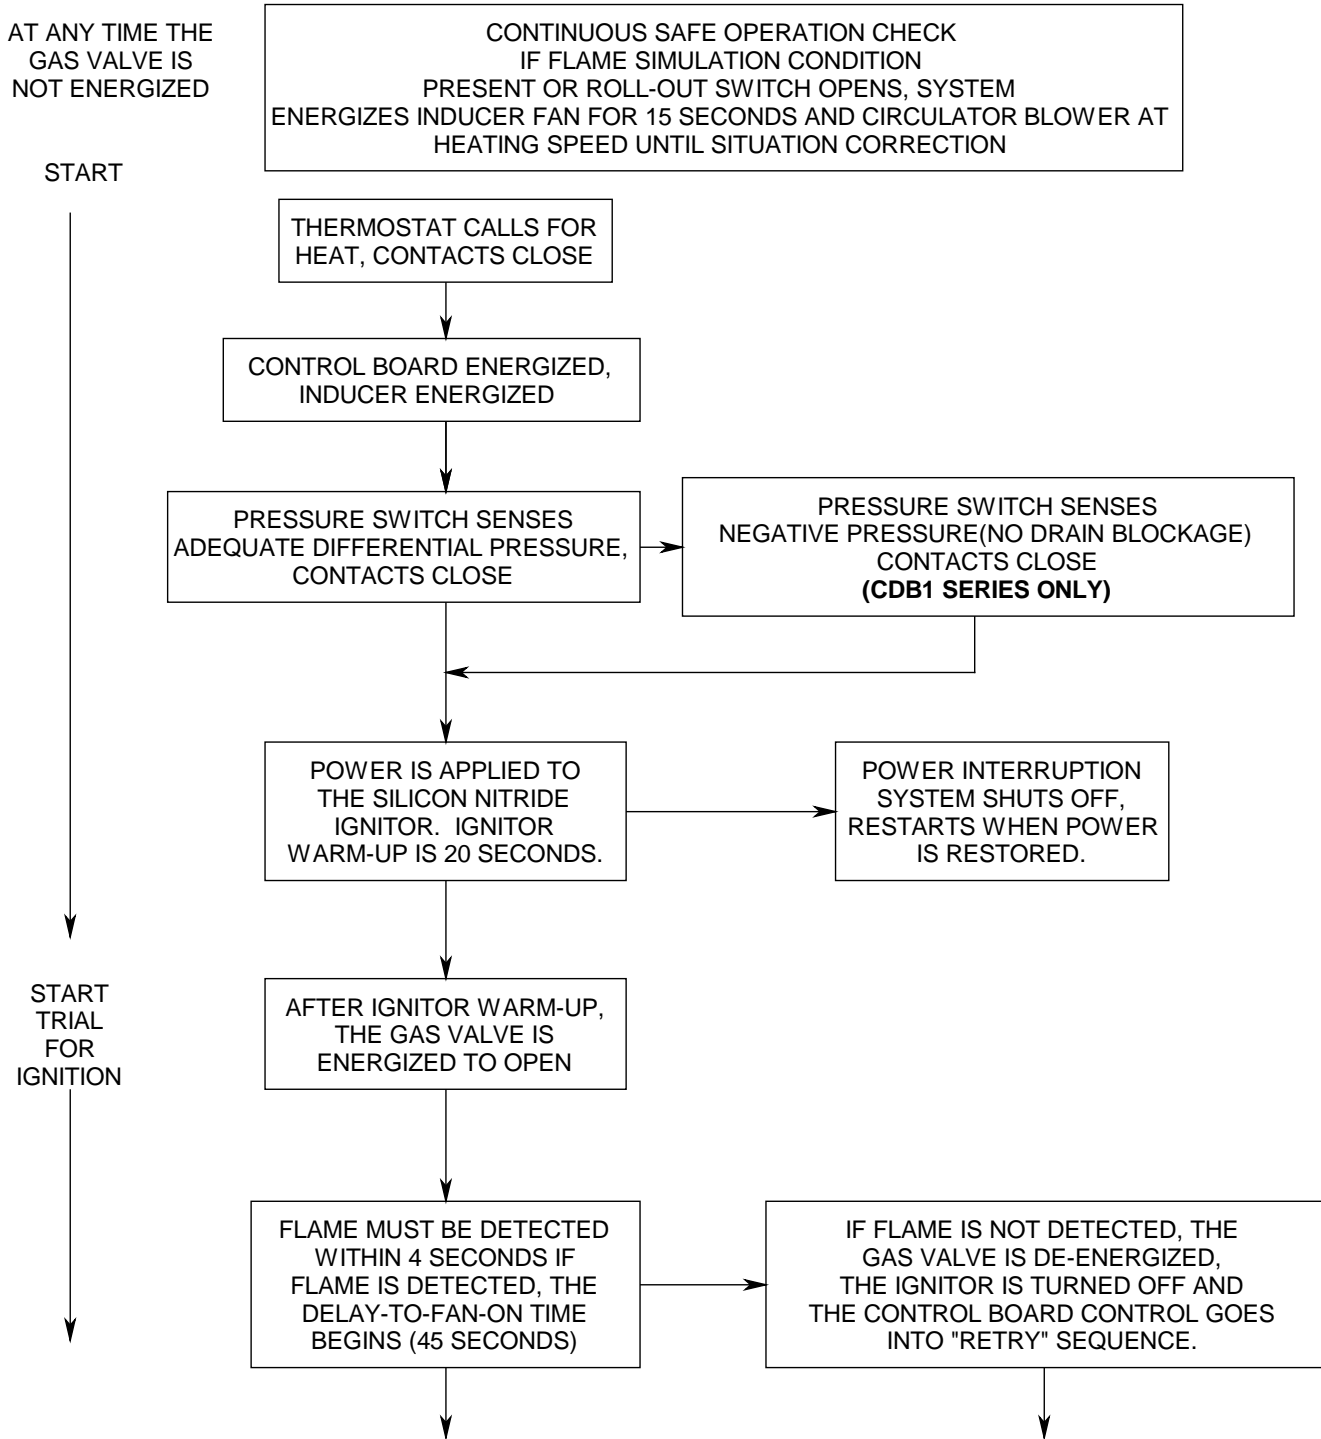 AT ANY TIME THE
GAS VALVE IS
NOT ENERGIZED
CONTINUOUS SAFE OPERATION CHECK
IF FLAME SIMULATION CONDITION
PRESENT OR ROLL-OUT SWITCH OPENS, SYSTEM
ENERGIZES INDUCER FAN FOR 15 SECONDS AND CIRCULATOR BLOWER AT
HEATING SPEED UNTIL SITUATION CORRECTION
START
THERMOSTAT CALLS FOR
HEAT, CONTACTS CLOSE
CONTROL BOARD ENERGIZED,
INDUCER ENERGIZED
PRESSURE SWITCH SENSES
ADEQUATE DIFFERENTIAL PRESSURE,
CONTACTS CLOSE
PRESSURE SWITCH SENSES
NEGATIVE PRESSURE(NO DRAIN BLOCKAGE)
CONTACTS CLOSE
(CDB1 SERIES ONLY)
POWER IS APPLIED TO
THE SILICON NITRIDE
IGNITOR. IGNITOR
WARM-UP IS 20 SECONDS.
POWER INTERRUPTION
SYSTEM SHUTS OFF,
RESTARTS WHEN POWER
IS RESTORED.
START
TRIAL
FOR
IGNITION
AFTER IGNITOR WARM-UP,
THE GAS VALVE IS
ENERGIZED TO OPEN
FLAME MUST BE DETECTED
WITHIN 4 SECONDS IF
FLAME IS DETECTED, THE
DELAY-TO-FAN-ON TIME
BEGINS (45 SECONDS)
IF FLAME IS NOT DETECTED, THE
GAS VALVE IS DE-ENERGIZED,
THE IGNITOR IS TURNED OFF AND
THE CONTROL BOARD CONTROL GOES
INTO "RETRY" SEQUENCE.